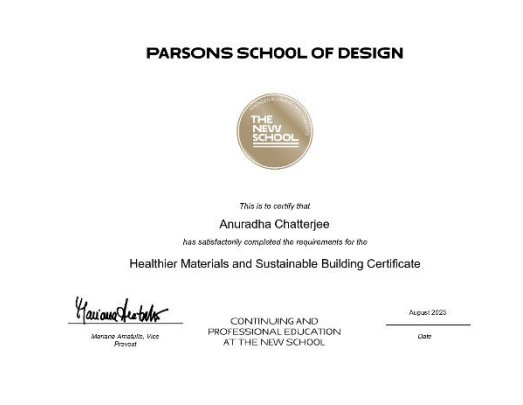 PARSONS SCHOOL OF DESIGN
THE
NEW
SCHOOL
This is to certify that
Anuradha Chatterjee
has satisfactorily completed the requirements for the
Healthier Materials and Sustainable Building Certificate
Mariana Amatullo, Vice
Provost
CONTINUING AND
PROFESSIONAL EDUCATION
AT THE NEW SCHOOL
August 2023
Date